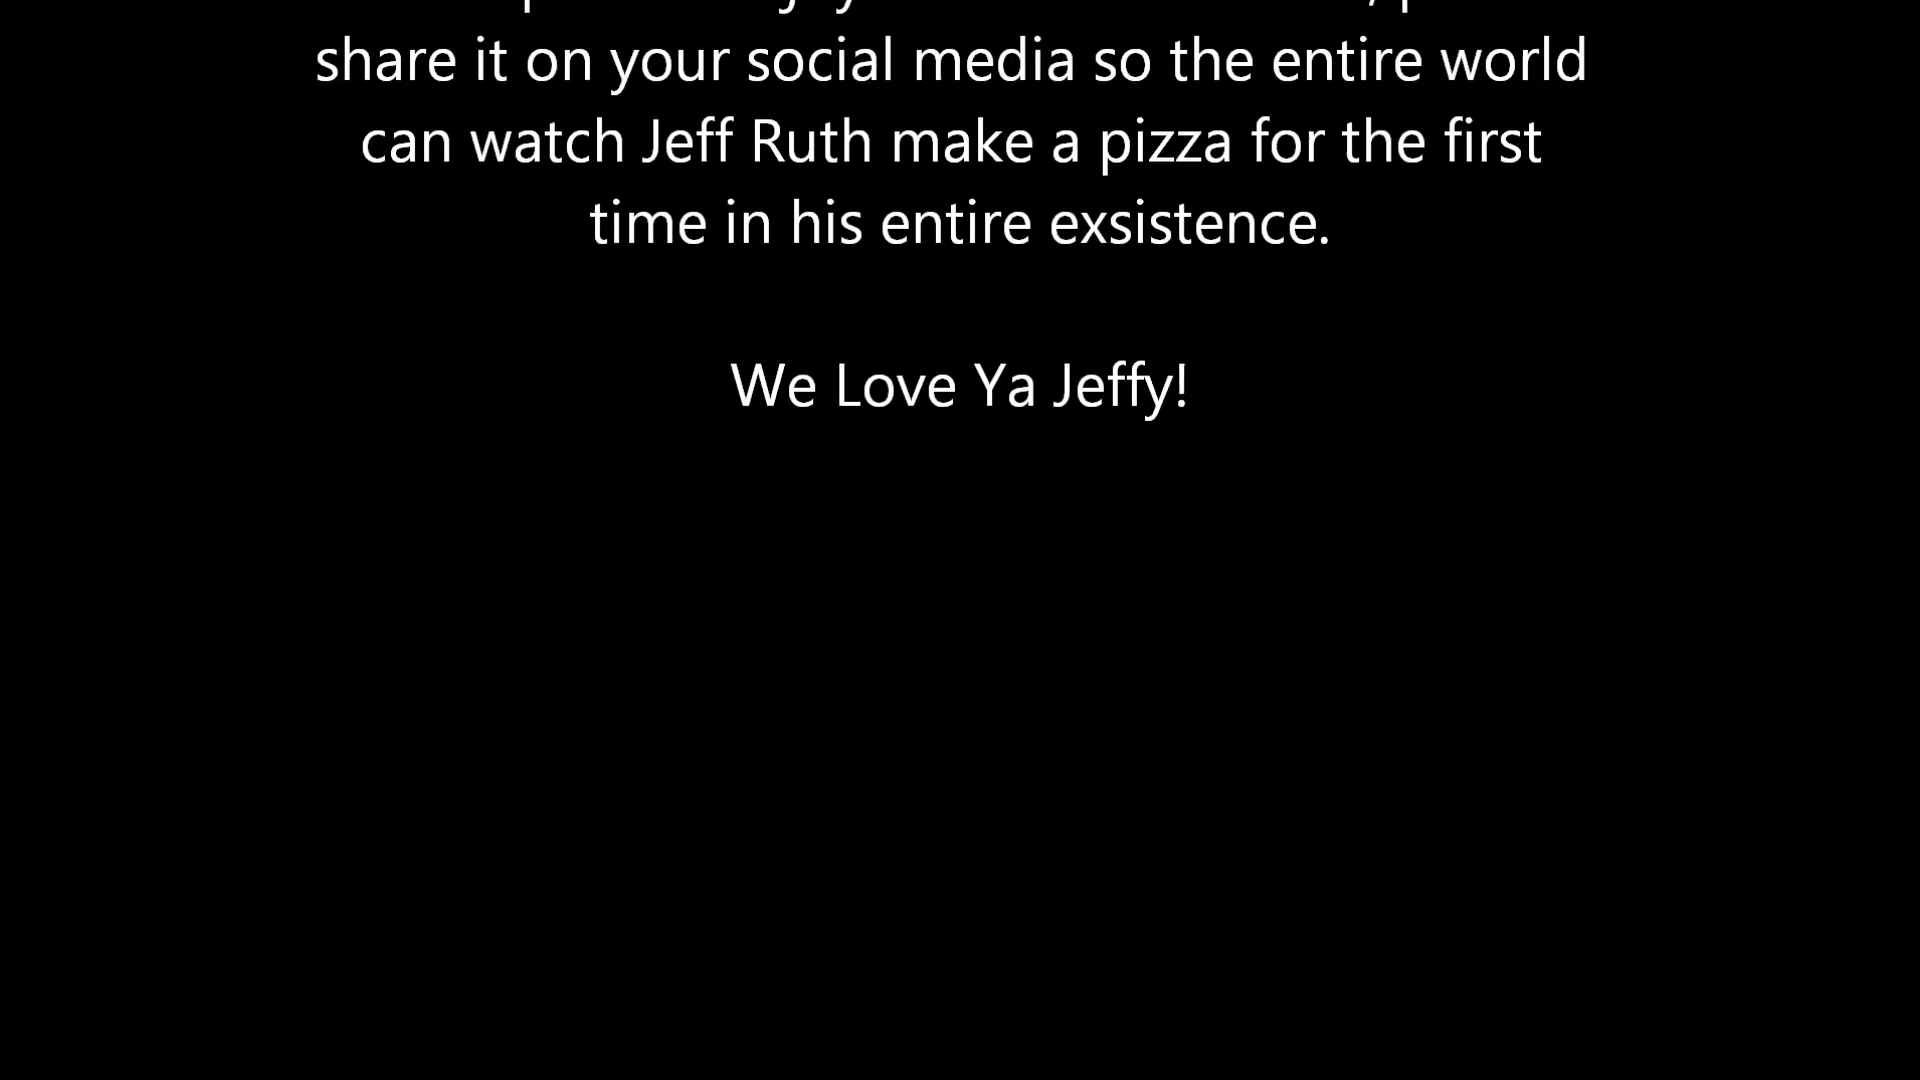 share it on your social media so the entire world
can watch Jeff Ruth make a pizza for the first
time in his entire exsistence.
We Love Ya Jeffy!